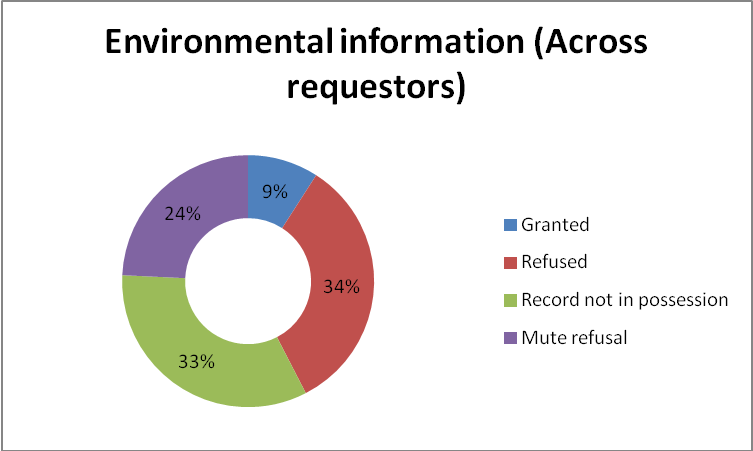 Environmental information (Across
requestors)
9%
24%
34%
33%
Granted
Refused
Record not in possession
Mute refusal